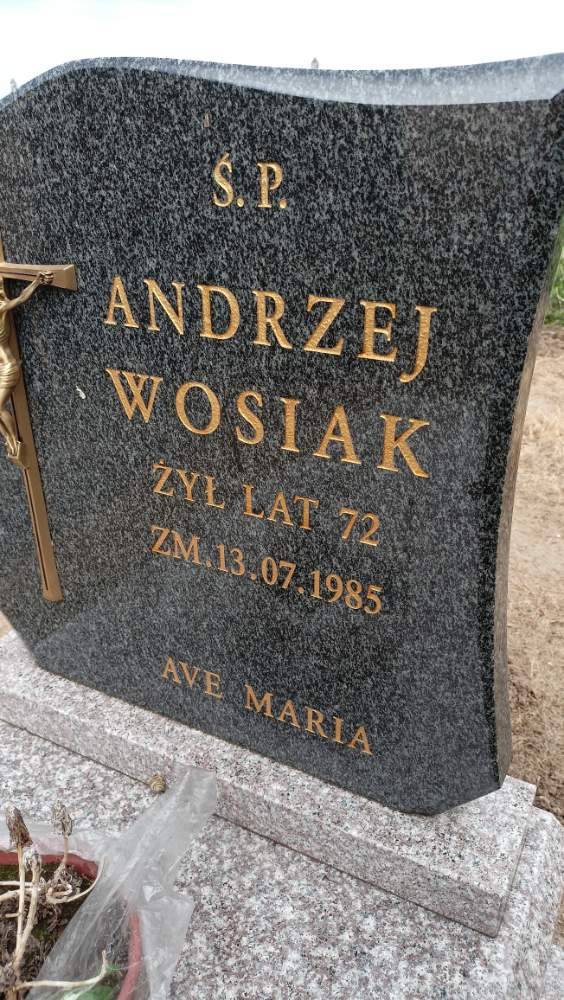 Ś.P.
ANDRZEJ
WOSIAK
ŻYŁ LAT 72
ZM.13.07.1985
AVE MARIA